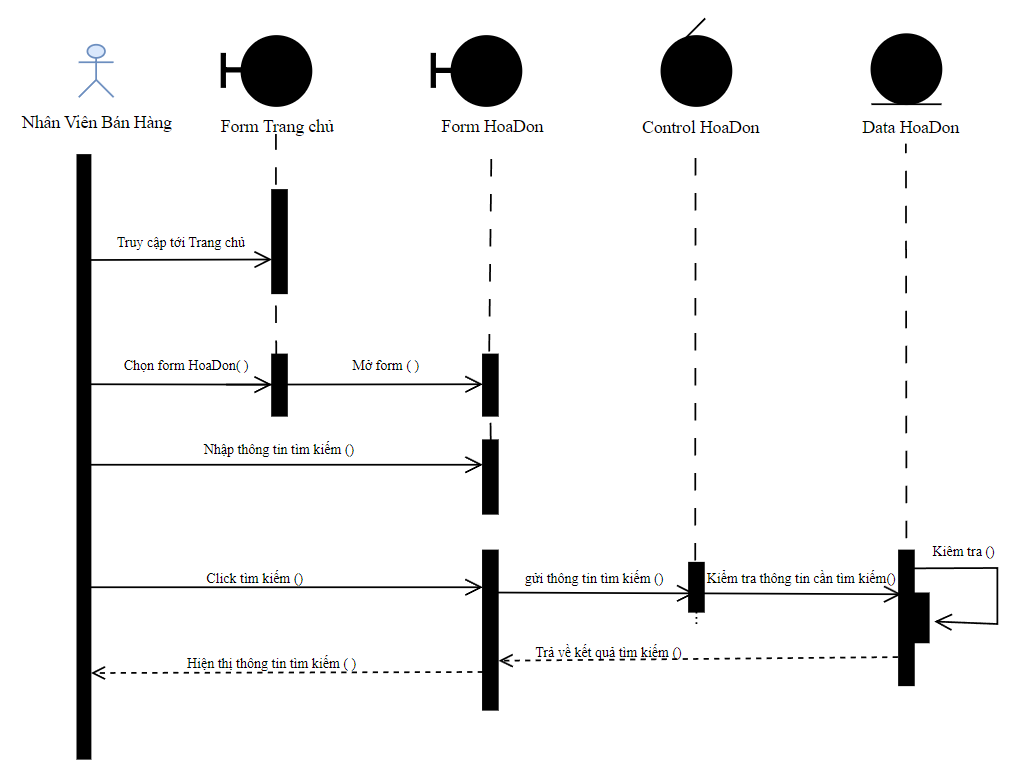 Nhân Viên Bán Hàng
Form Trang chủ
Form HoaDon
Control HoaDon
Data HoaDon
Truy cập tới Trang chủ
Chọn form HoaDon( )
Mở form ( )
Nhập thông tin tìm kiếm ()
Kiêm tra ()
Click tìm kiếm ()
gửi thông tin tìm kiếm ()
Kiểm tra thông tin cần tìm kiếm()
Trả về kết quả tìm kiếm ()
Hiện thị thông tin tìm kiếm ( )